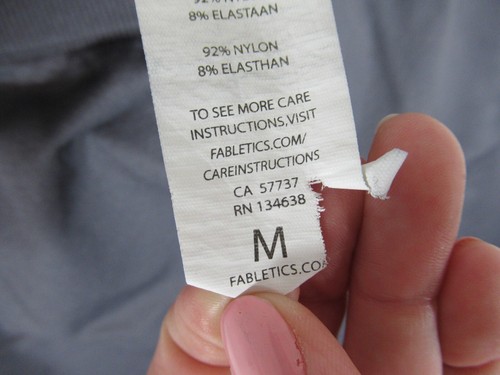 8% ELASTAAN
92% NYLON
8% ELASTHAN
TO SEE MORE CARE
INSTRUCTIONS,VISIT
FABLETICS.COM/
CAREINSTRUCTIONS
CA 57737
RN 134638
M
FABLETICS.CO